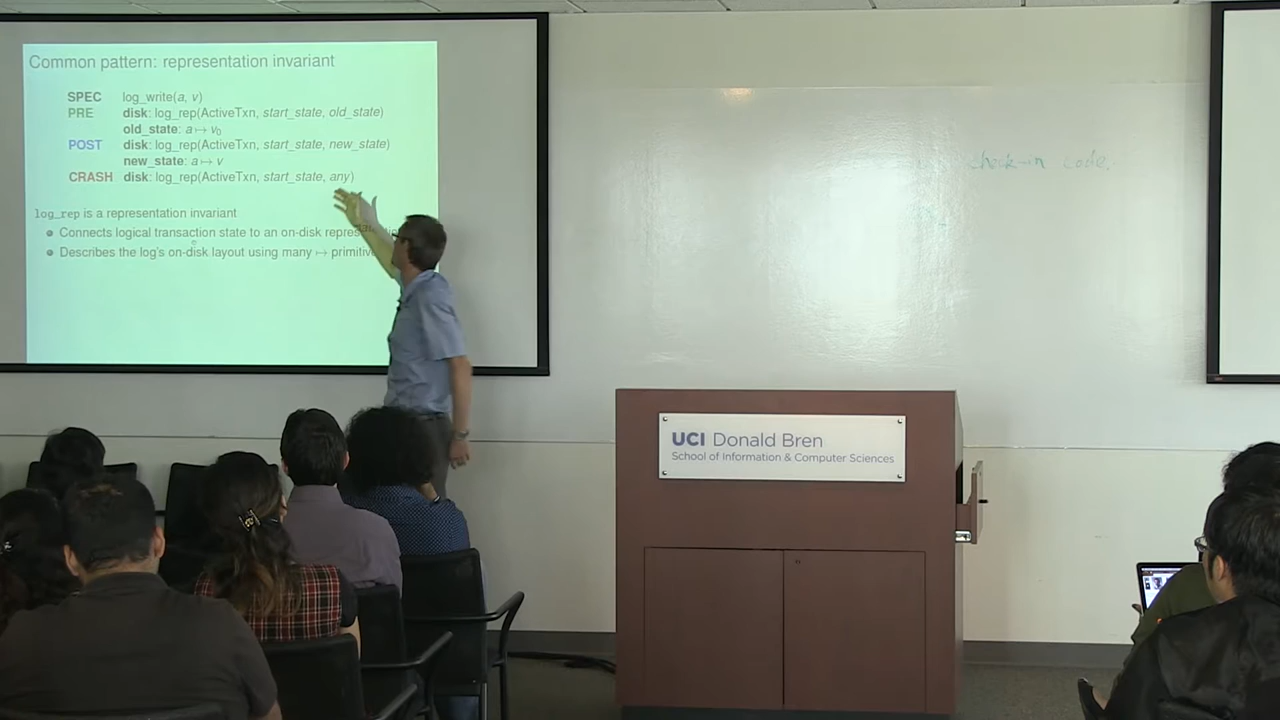 Common pattern: representation invariant
SPEC log_write(a, v)
PRE disk: log_rep(ActiveTxn, start_state, old_state)
old_state: a ↦ v₀
POST disk: log_rep(ActiveTxn, start_state, new_state)
new_state: a ↦ v
CRASH disk: log_rep(ActiveTxn, start_state, any)
log_rep is a representation invariant
Connects logical transaction state to an on-disk
Describes the log's on-disk layout using many ↦
check-in code.
UCI Donald Bren
School of Information & Computer Sciences